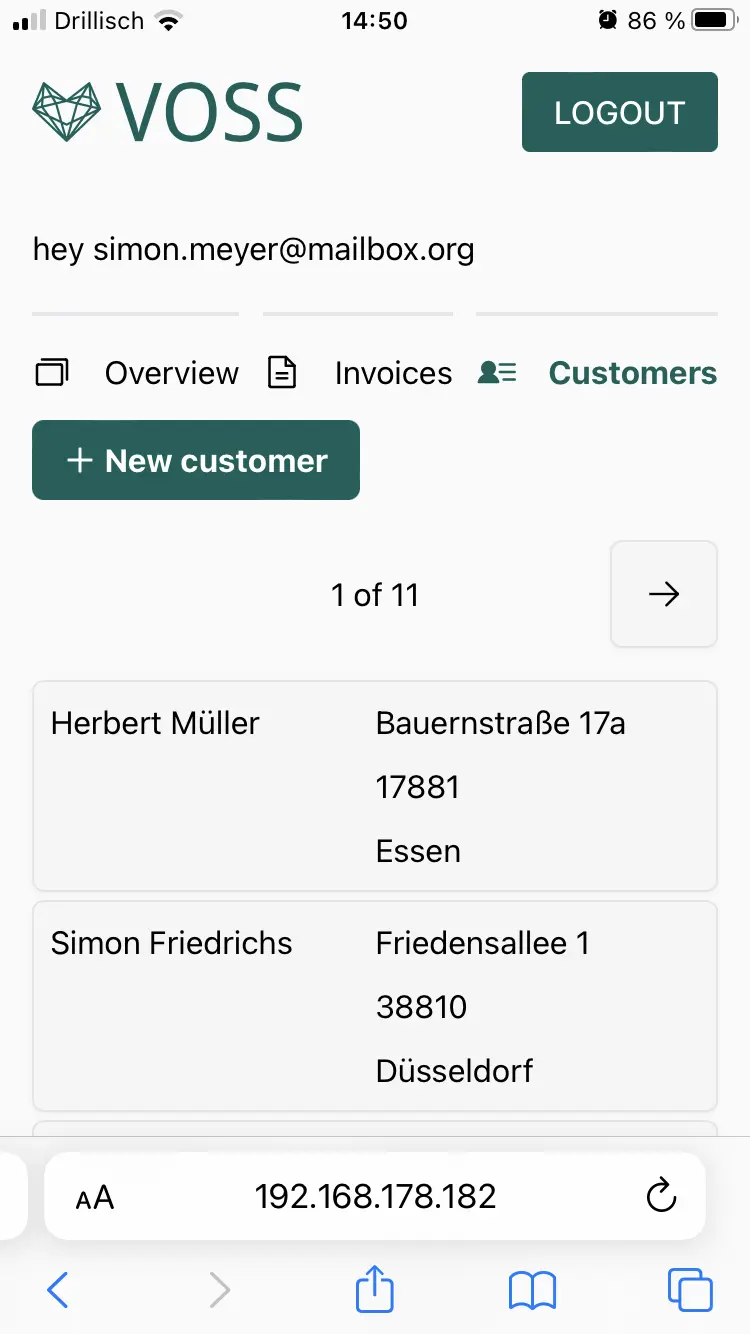 Drillisch 14:50 86 %
VOSS LOGOUT
hey simon.meyer@mailbox.org
Overview Invoices Customers
+ New customer
1 of 11 →
Herbert Müller Bauernstraße 17a
17881
Essen
Simon Friedrichs Friedensallee 1
38810
Düsseldorf
AA 192.168.178.182